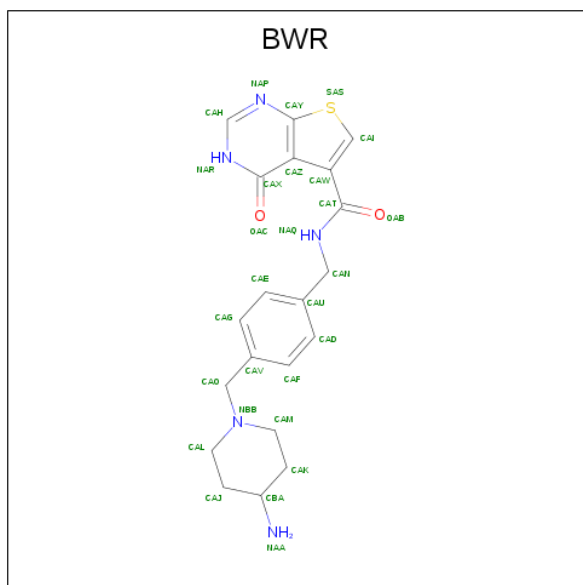 BWR
NAP
N
SAS
S
CAH
CAY
CAI
HN
NAR
CAZ
CAW
CAX
CAT
O
OAC
O
OAB
NAQ
HN
CAE
CAN
CAU
CAG
CAD
CAV
CAF
CAO
NBB
N
CAM
CAL
CAK
CAJ
CBA
NH₂
NAA